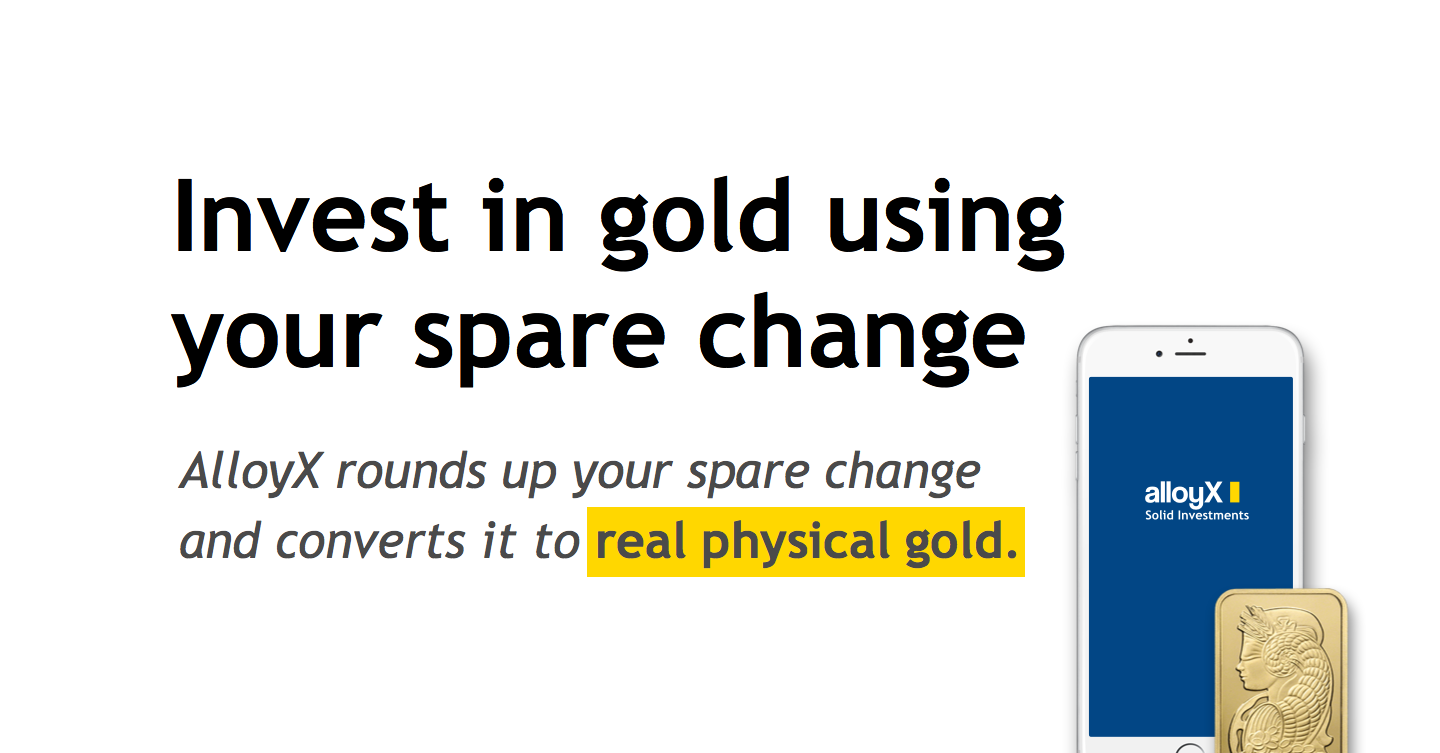 Invest in gold using
your spare change
AlloyX rounds up your spare change
and converts it to real physical gold.
alloyX
Solid Investments